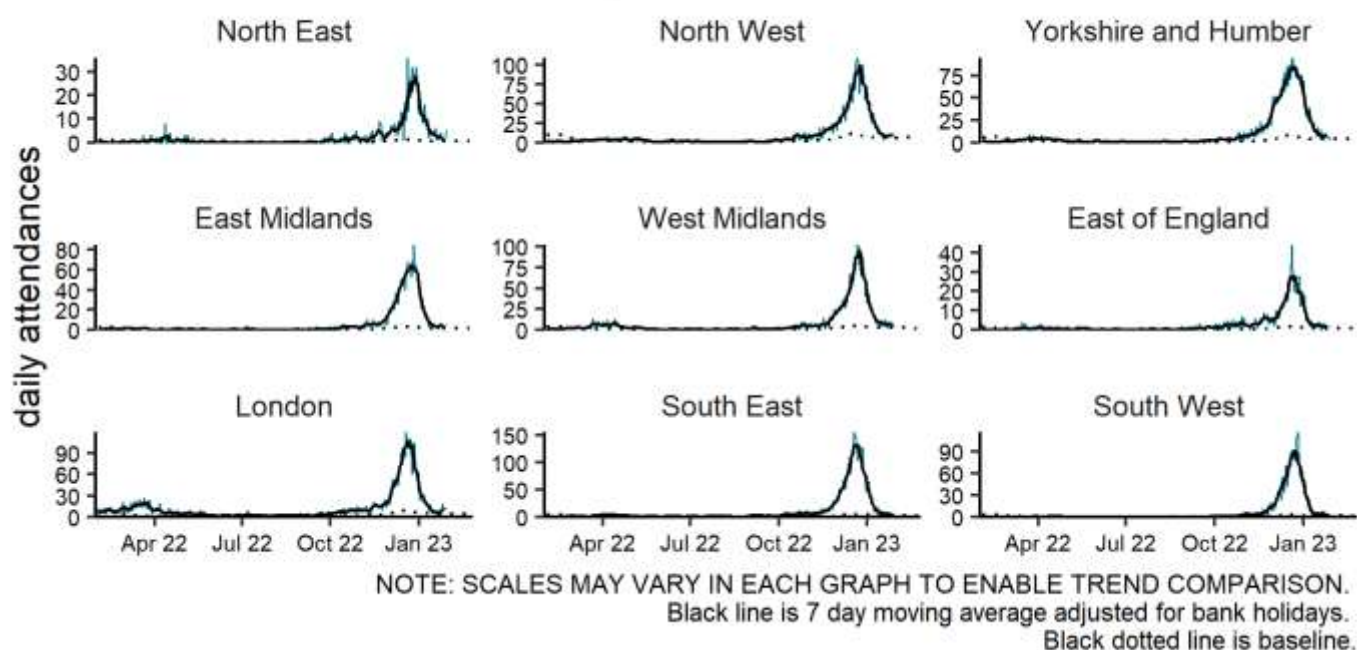 North East
North West
Yorkshire and Humber
30
20
10
0
100
75
50
25
0
75
50
25
0
daily attendances
East Midlands
West Midlands
East of England
80
60
40
20
0
100
75
50
25
0
40
30
20
10
0
London
South East
South West
90
60
30
0
150
100
50
0
90
60
30
0
Apr 22 Jul 22 Oct 22 Jan 23
Apr 22 Jul 22 Oct 22 Jan 23
Apr 22 Jul 22 Oct 22 Jan 23
NOTE: SCALES MAY VARY IN EACH GRAPH TO ENABLE TREND COMPARISON.
Black line is 7 day moving average adjusted for bank holidays.
Black dotted line is baseline.